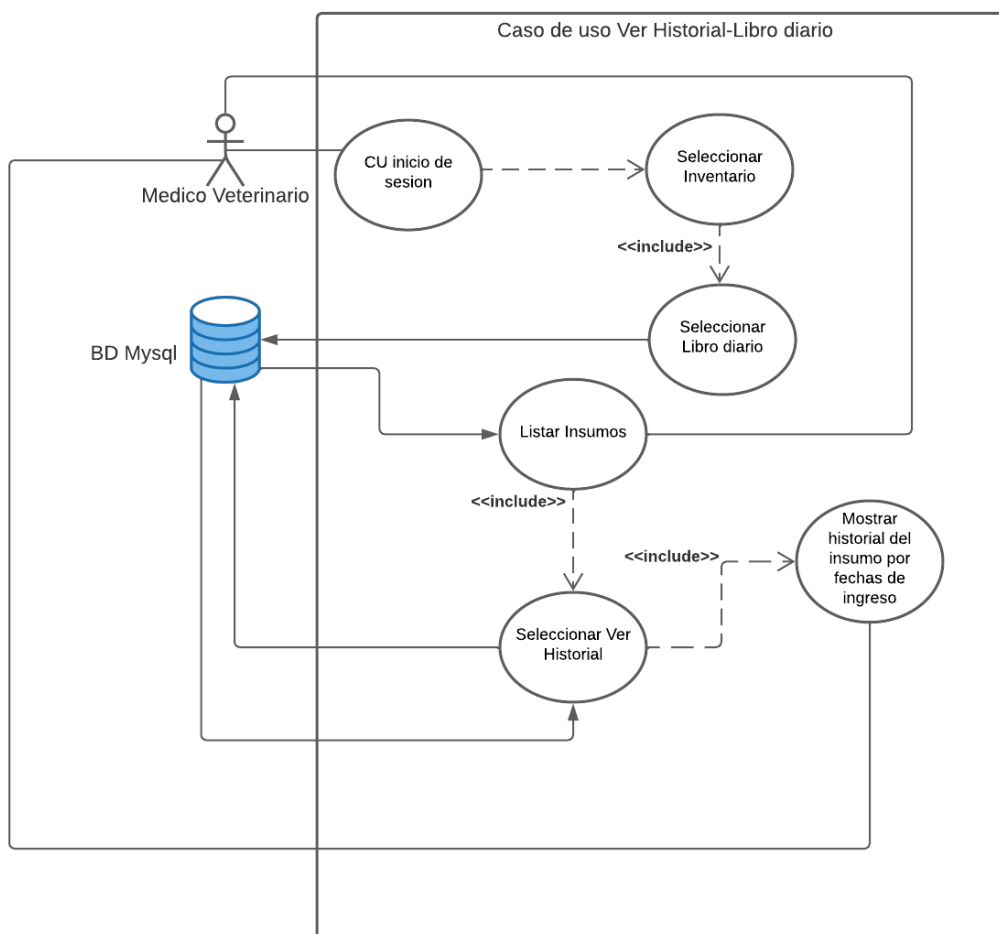 Caso de uso Ver Historial-Libro diario
CU inicio de
sesion
Seleccionar
Inventario
Medico Veterinario
<<include>>
Seleccionar
Libro diario
BD Mysql
Listar Insumos
<<include>>
Mostrar
historial del
insumo por
fechas de
ingreso
<<include>>
Seleccionar Ver
Historial